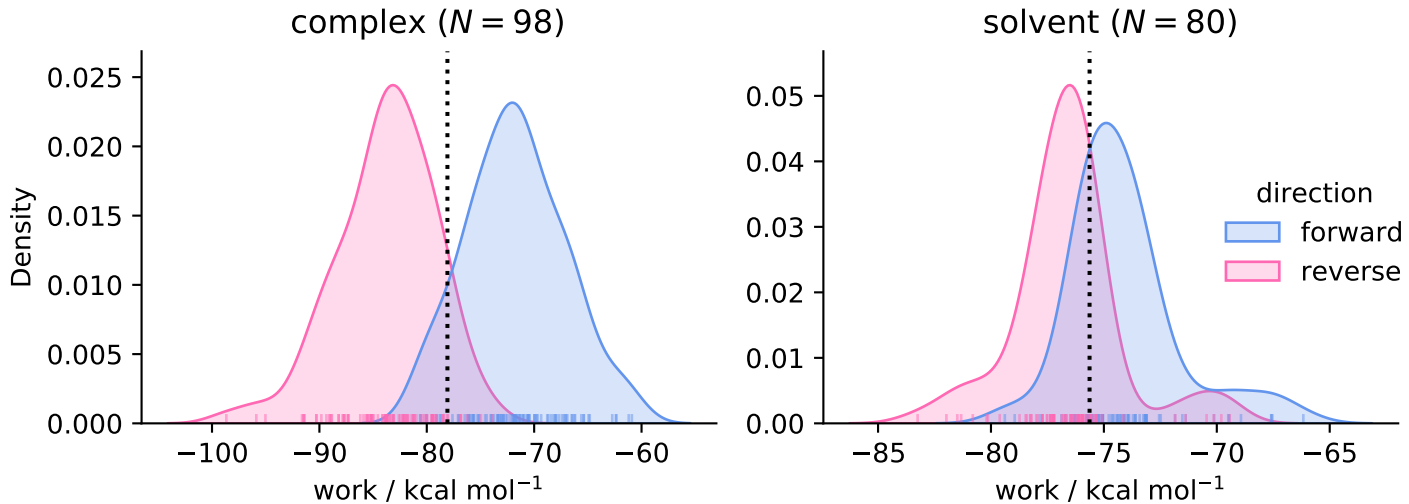 complex (N = 98)
Density
0.025
0.020
0.015
0.010
0.005
0.000
−100
−90
−80
−70
−60
work / kcal mol⁻¹
solvent (N = 80)
0.05
0.04
0.03
0.02
0.01
0.00
−85
−80
−75
−70
−65
work / kcal mol⁻¹
direction
forward
reverse